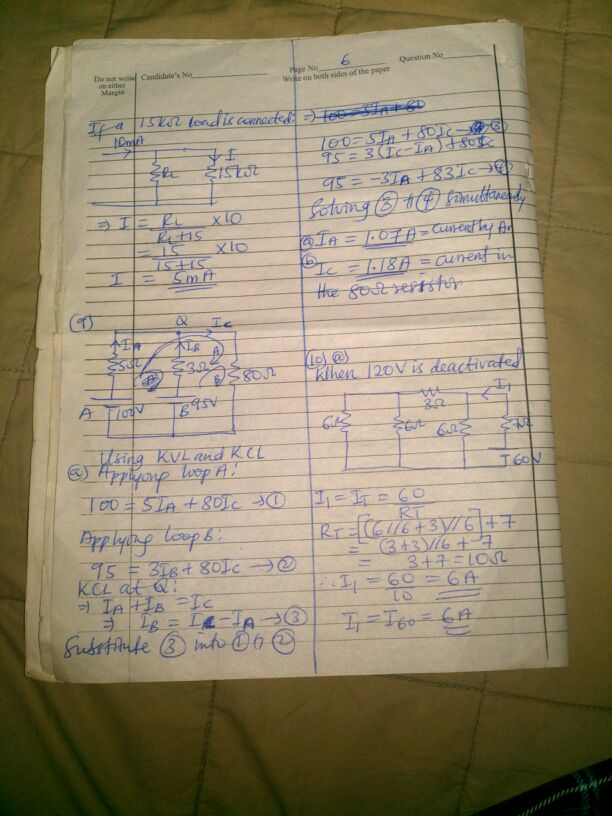 Do not write
on either
Margin
Candidate's No
Page No 6
Write on both sides of the paper
Question No
If a 15kΩ load is connected:
10mA
RL
I
15kΩ
⇒ I = RL/(RL+15) × 10
= 15/(15+15) × 10
I = 5mA
(9)
Q
IA
IB
IC
5Ω
3Ω
80Ω
A
B
A
100V
B
95V
Using KVL and KCL
(a) Applying loop A:
100 = 5IA + 80IC → (1)
Applying loop B:
95 = 3IB + 80IC → (2)
KCL at Q:
⇒ IA + IB = IC
⇒ IB = IC - IA → (3)
Substitute (3) into (1) & (2)
⇒ 100 = 5IA + 80
100 = 5IA + 80IC → (3)
95 = 3(IC - IA) + 80IC
95 = -3IA + 83IC → (4)
Solving (3) & (4) simultaneously
(a) IA = 1.07A = current by A
(b) IC = 1.18A = current in
the 80Ω resistor.
(10) (a)
When 120V is deactivated
I1
3Ω
6Ω
6Ω
6Ω
7Ω
60V
I1 = IT = 60/RT
RT = [(6//6 + 3)//6] + 7
= (3+3)//6 + 7
= 3+7 = 10Ω
∴ I1 = 60/10 = 6A
I1 = I60 = 6A